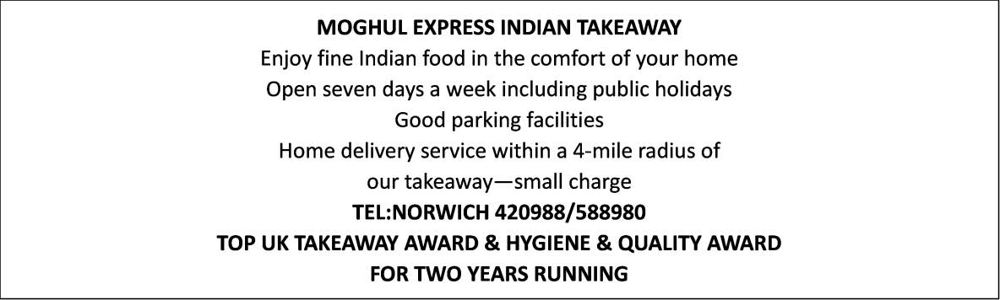 MOGHUL EXPRESS INDIAN TAKEAWAY
Enjoy fine Indian food in the comfort of your home
Open seven days a week including public holidays
Good parking facilities
Home delivery service within a 4-mile radius of
our takeaway—small charge
TEL:NORWICH 420988/588980
TOP UK TAKEAWAY AWARD & HYGIENE & QUALITY AWARD
FOR TWO YEARS RUNNING